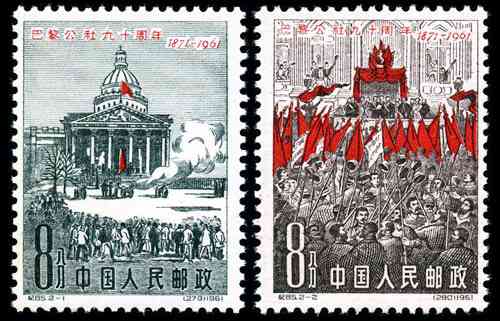 巴黎公社九十周年
1871-1961
8分
中国人民邮政
纪85.2-1
(279)1961
巴黎公社九十周年
1871-1961
8分
中国人民邮政
纪85.2-2
(280)1961